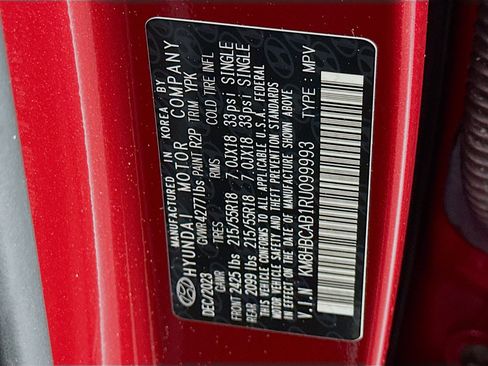 MANUFACTURED IN KOREA BY
HYUNDAI MOTOR COMPANY
DEC/2023 GVWR 4277lbs PAINT R2P TRIM YPK
GAWR TIRES RIMS COLD TIRE INFL
FRONT 2425 lbs 215/55R18 7.0JX18 33psi SINGLE
REAR 2091 lbs 215/55R18 7.0JX18 33psi SINGLE
THIS VEHICLE CONFORMS TO ALL APPLICABLE U.S.A. FEDERAL
MOTOR VEHICLE SAFETY AND THEFT PREVENTION STANDARDS
IN EFFECT ON THE DATE OF MANUFACTURE SHOWN ABOVE.
V.I.N : KM8HBCAB1RU099993 TYPE : MPV